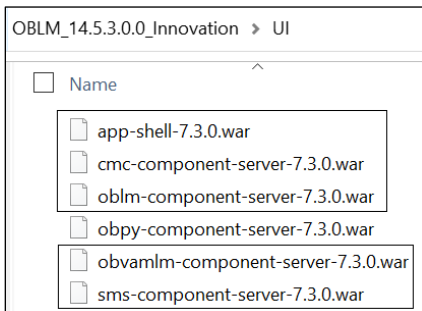 OBLM_14.5.3.0.0_Innovation > UI
Name
app-shell-7.3.0.war
cmc-component-server-7.3.0.war
oblm-component-server-7.3.0.war
obpy-component-server-7.3.0.war
obvamlm-component-server-7.3.0.war
sms-component-server-7.3.0.war